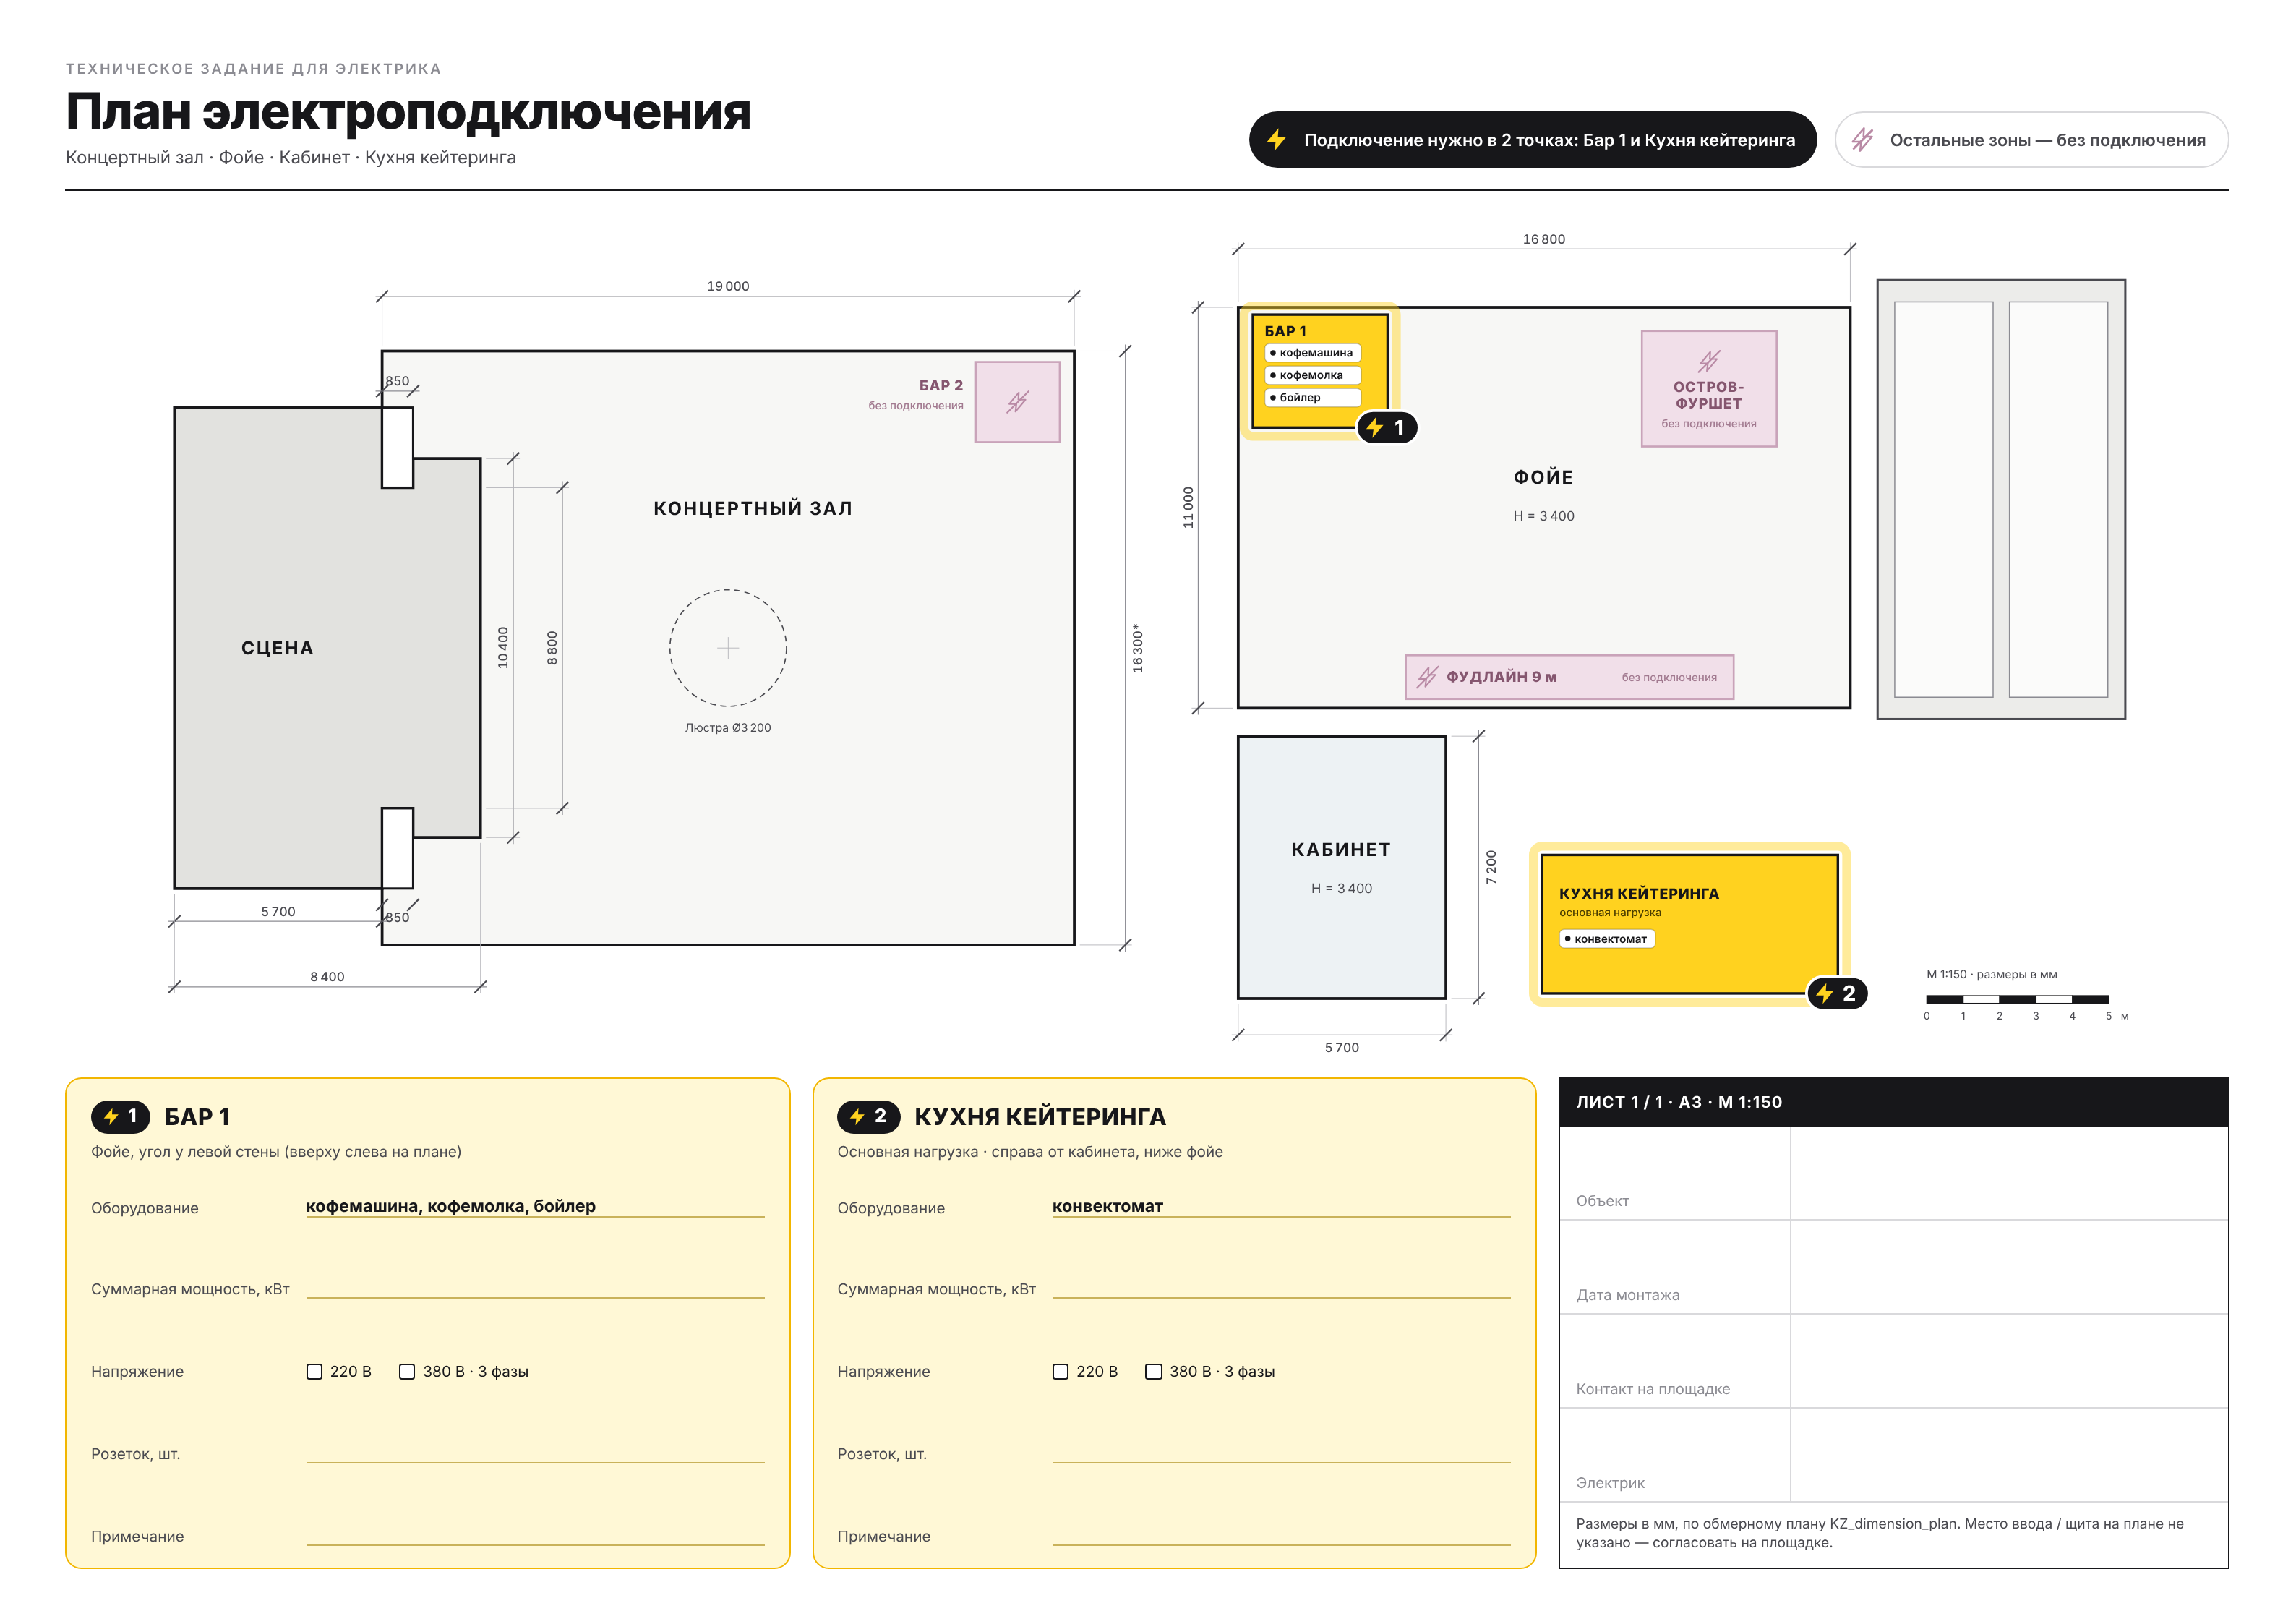 ТЕХНИЧЕСКОЕ ЗАДАНИЕ ДЛЯ ЭЛЕКТРИКА
План электроподключения
Концертный зал · Фойе · Кабинет · Кухня кейтеринга
Подключение нужно в 2 точках: Бар 1 и Кухня кейтеринга
Остальные зоны — без подключения
19 000
850
БАР 2
без подключения
КОНЦЕРТНЫЙ ЗАЛ
СЦЕНА
10 400
8 800
16 300*
Люстра Ø3 200
5 700
850
8 400
16 800
11 000
БАР 1
кофемашина
кофемолка
бойлер
1
ОСТРОВ-
ФУРШЕТ
без подключения
ФОЙЕ
H = 3 400
ФУДЛАЙН 9 м
без подключения
КАБИНЕТ
H = 3 400
7 200
5 700
КУХНЯ КЕЙТЕРИНГА
основная нагрузка
конвектомат
2
М 1:150 · размеры в мм
0 1 2 3 4 5 м
1 БАР 1
Фойе, угол у левой стены (вверху слева на плане)
Оборудование кофемашина, кофемолка, бойлер
Суммарная мощность, кВт
Напряжение 220 В 380 В · 3 фазы
Розеток, шт.
Примечание
2 КУХНЯ КЕЙТЕРИНГА
Основная нагрузка · справа от кабинета, ниже фойе
Оборудование конвектомат
Суммарная мощность, кВт
Напряжение 220 В 380 В · 3 фазы
Розеток, шт.
Примечание
ЛИСТ 1 / 1 · А3 · М 1:150
Объект
Дата монтажа
Контакт на площадке
Электрик
Размеры в мм, по обмерному плану KZ_dimension_plan. Место ввода / щита на плане не
указано — согласовать на площадке.